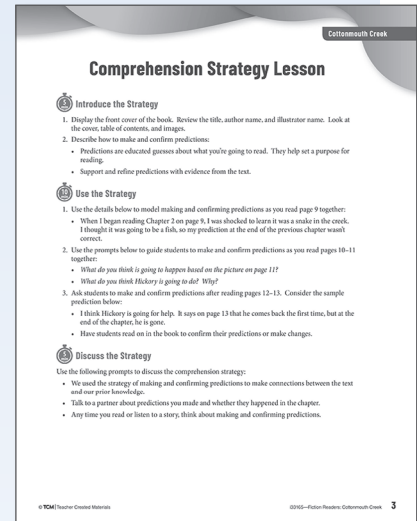 Cottonmouth Creek
Comprehension Strategy Lesson
5
Introduce the Strategy
1. Display the front cover of the book. Review the title, author name, and illustrator name. Look at
the cover, table of contents, and images.
2. Describe how to make and confirm predictions:
• Predictions are educated guesses about what you're going to read. They help set a purpose for
reading.
• Support and refine predictions with evidence from the text.
Use the Strategy
1. Use the details below to model making and confirming predictions as you read page 9 together:
• When I began reading Chapter 2 on page 9, I was shocked to learn it was a snake in the creek.
I thought it was going to be a fish, so my prediction at the end of the previous chapter wasn't
correct.
2. Use the prompts below to guide students to make and confirm predictions as you read pages 10–11
together:
• What do you think is going to happen based on the picture on page 11?
• What do you think Hickory is going to do? Why?
3. Ask students to make and confirm predictions after reading pages 12–13. Consider the sample
prediction below:
• I think Hickory is going for help. It says on page 13 that he comes back the first time, but at the
end of the chapter, he is gone.
• Have students read on in the book to confirm their predictions or make changes.
5
Discuss the Strategy
Use the following prompts to discuss the comprehension strategy:
• We used the strategy of making and confirming predictions to make connections between the text
and our prior knowledge.
• Talk to a partner about predictions you made and whether they happened in the chapter.
• Any time you read or listen to a story, think about making and confirming predictions.
© TCM | Teacher Created Materials
130165—Fiction Readers: Cottonmouth Creek 3